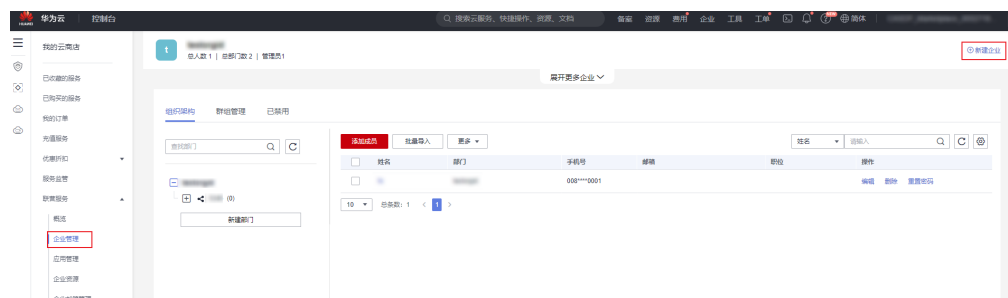 HUAWEI 华为云 控制台 搜索云服务、快捷操作、资源、文档 备案 资源 费用 企业 工具 工单 简体
我的云商店
已收藏的服务
已购买的服务
我的订单
充值服务
优惠折扣
服务监管
联营服务
概览
企业管理
应用管理
企业资源
t
总人数 1 | 总部门数 2 | 管理员1
新建企业
展开更多企业
组织架构 群组管理 已禁用
查找部门
(0)
新建部门
添加成员 批量导入 更多 姓名 请输入
姓名 部门 手机号 邮箱 职位 操作
008****0001 编辑 删除 重置密码
10 总条数: 1 < 1 >